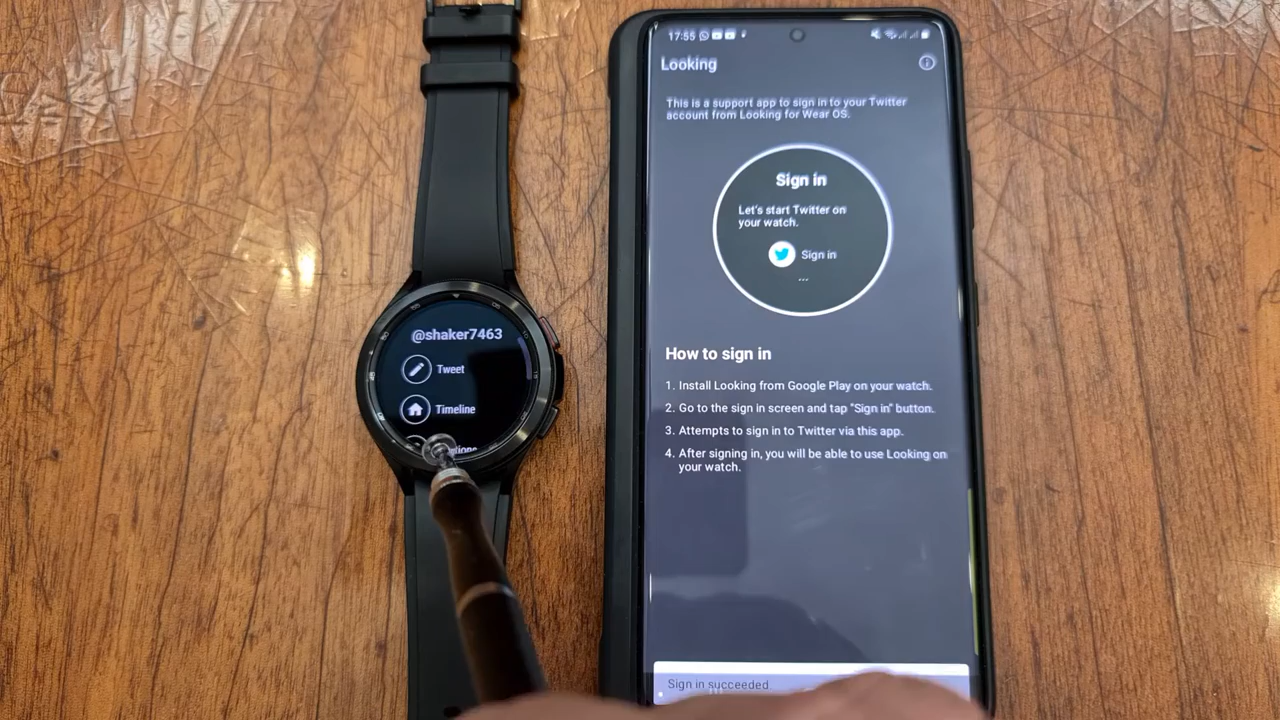 @shaker7463
Tweet
Timeline
17:55
Looking
This is a support app to sign in to your Twitter
account from Looking for Wear OS.
Sign in
Let's start Twitter on
your watch.
Sign in
...
How to sign in
1. Install Looking from Google Play on your watch.
2. Go to the sign in screen and tap "Sign in" button.
3. Attempts to sign in to Twitter via this app.
4. After signing in, you will be able to use Looking on
your watch.
Sign in succeeded.